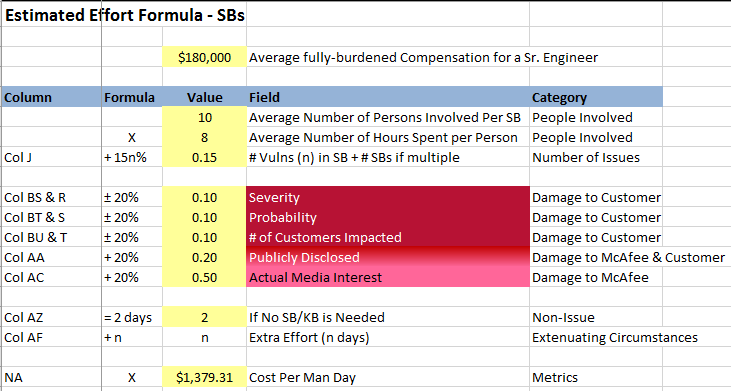 Estimated Effort Formula - SBs
$180,000 Average fully-burdened Compensation for a Sr. Engineer
Column Formula Value Field Category
10 Average Number of Persons Involved Per SB People Involved
X 8 Average Number of Hours Spent per Person People Involved
Col J + 15n% 0.15 # Vulns (n) in SB + # SBs if multiple Number of Issues
Col BS & R ± 20% 0.10 Severity Damage to Customer
Col BT & S ± 20% 0.10 Probability Damage to Customer
Col BU & T ± 20% 0.10 # of Customers Impacted Damage to Customer
Col AA + 20% 0.20 Publicly Disclosed Damage to McAfee & Customer
Col AC + 20% 0.50 Actual Media Interest Damage to McAfee
Col AZ = 2 days 2 If No SB/KB is Needed Non-Issue
Col AF + n n Extra Effort (n days) Extenuating Circumstances
NA X $1,379.31 Cost Per Man Day Metrics